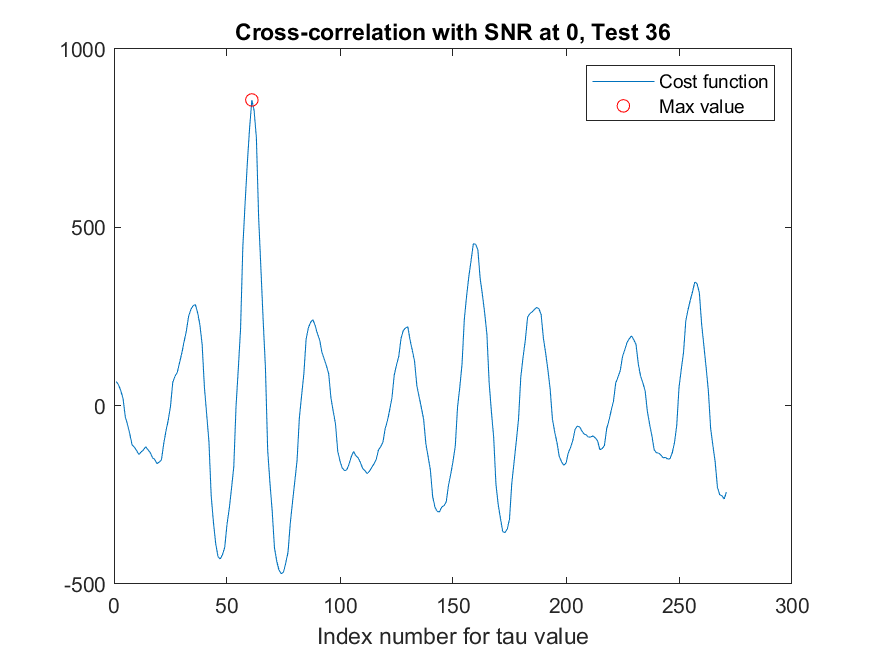 Cross-correlation with SNR at 0, Test 36
1000
500
0
-500
Cost function
Max value
0 50 100 150 200 250 300
Index number for tau value